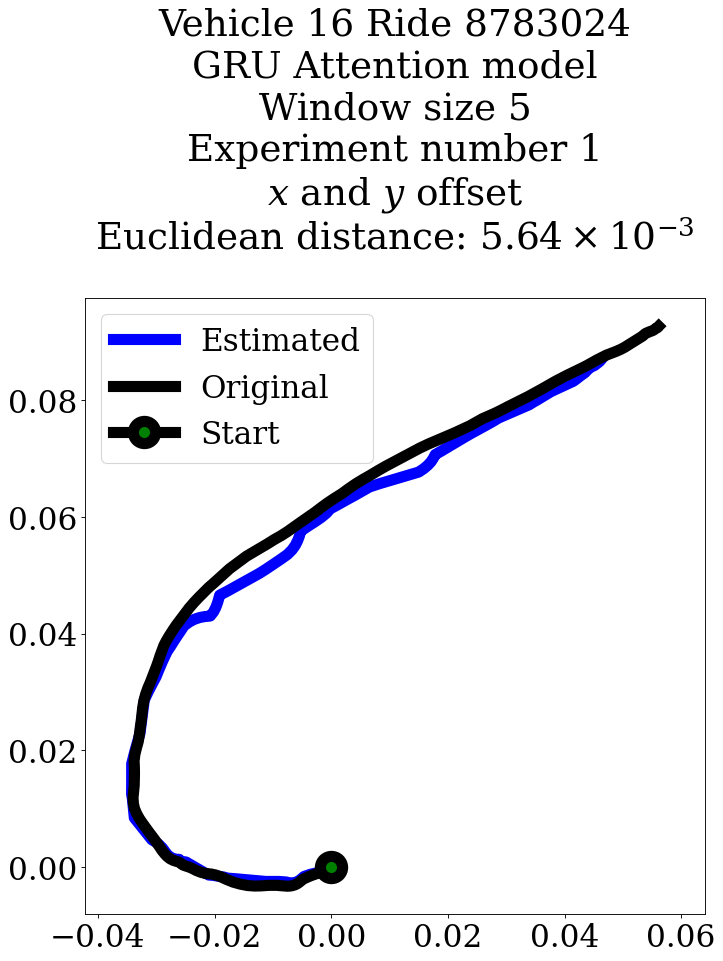 Vehicle 16 Ride 8783024
GRU Attention model
Window size 5
Experiment number 1
x and y offset
Euclidean distance: 5.64 × 10⁻³
Estimated
Original
Start
0.08
0.06
0.04
0.02
0.00
−0.04 −0.02 0.00 0.02 0.04 0.06